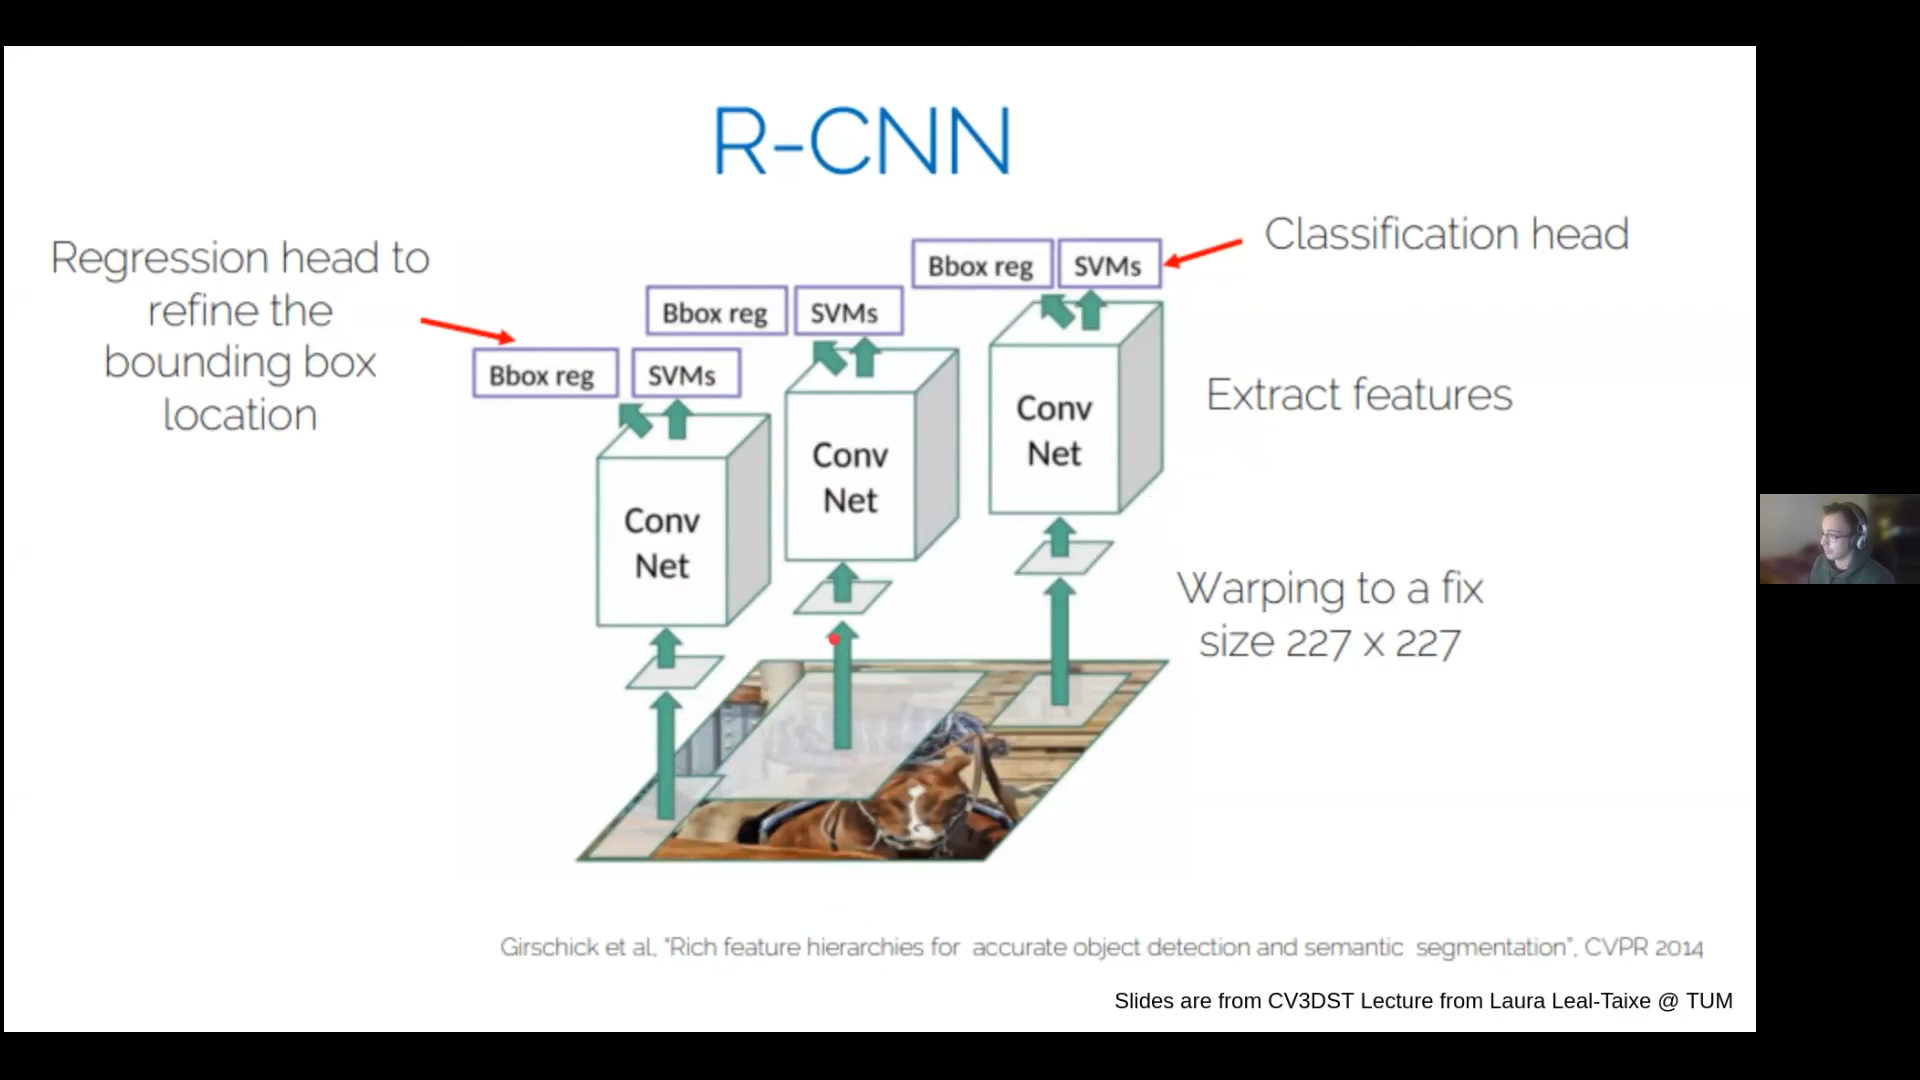 R-CNN
Regression head to
refine the
bounding box
location
Classification head
Bbox reg
SVMs
Bbox reg
SVMs
Bbox reg
SVMs
Conv
Net
Conv
Net
Conv
Net
Extract features
Warping to a fix
size 227 x 227
Girschick et al, "Rich feature hierarchies for accurate object detection and semantic segmentation", CVPR 2014
Slides are from CV3DST Lecture from Laura Leal-Taixe @ TUM